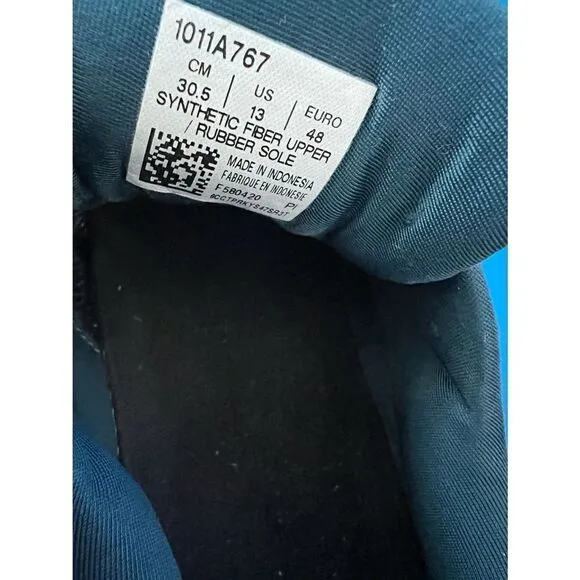 1011A767
CM US EURO
30.5 13 48
SYNTHETIC FIBER UPPER
/ RUBBER SOLE
MADE IN INDONESIA
FABRIQUE EN INDONESIE
F580420 PI